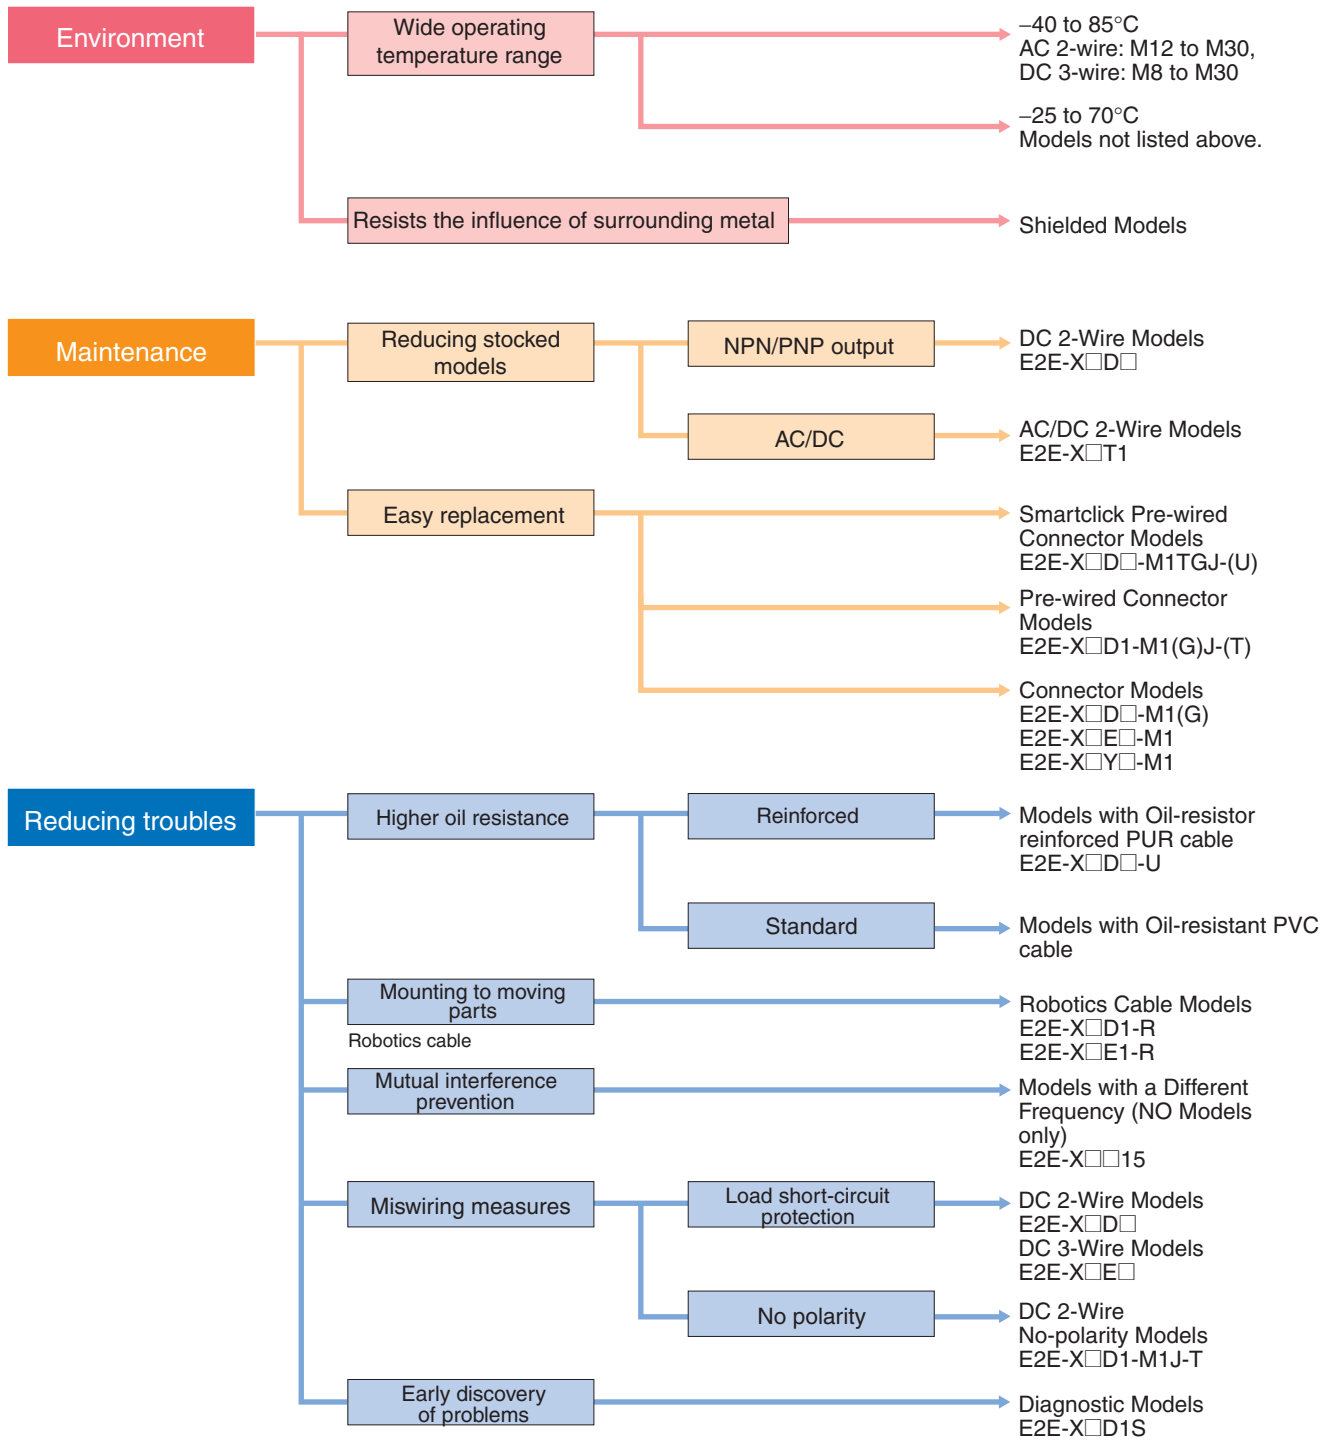 Environment
Wide operating
temperature range
–40 to 85°C
AC 2-wire: M12 to M30,
DC 3-wire: M8 to M30
–25 to 70°C
Models not listed above.
Resists the influence of surrounding metal
Shielded Models
Maintenance
Reducing stocked
models
NPN/PNP output
DC 2-Wire Models
E2E-X□D□
AC/DC
AC/DC 2-Wire Models
E2E-X□T1
Easy replacement
Smartclick Pre-wired
Connector Models
E2E-X□D□-M1TGJ-(U)
Pre-wired Connector
Models
E2E-X□D1-M1(G)J-(T)
Connector Models
E2E-X□D□-M1(G)
E2E-X□E□-M1
E2E-X□Y□-M1
Reducing troubles
Higher oil resistance
Reinforced
Models with Oil-resistor
reinforced PUR cable
E2E-X□D□-U
Standard
Models with Oil-resistant PVC
cable
Mounting to moving
parts
Robotics cable
Robotics Cable Models
E2E-X□D1-R
E2E-X□E1-R
Mutual interference
prevention
Models with a Different
Frequency (NO Models
only)
E2E-X□□15
Miswiring measures
Load short-circuit
protection
DC 2-Wire Models
E2E-X□D□
DC 3-Wire Models
E2E-X□E□
No polarity
DC 2-Wire
No-polarity Models
E2E-X□D1-M1J-T
Early discovery
of problems
Diagnostic Models
E2E-X□D1S